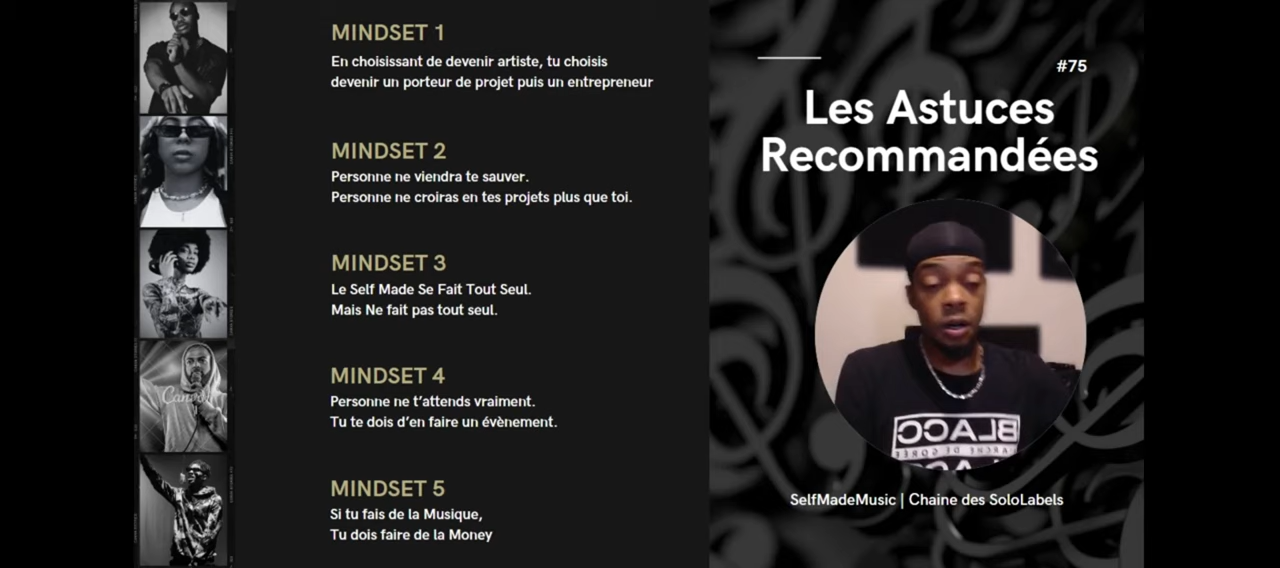 MINDSET 1
En choisissant de devenir artiste, tu choisis
devenir un porteur de projet puis un entrepreneur
MINDSET 2
Personne ne viendra te sauver.
Personne ne croiras en tes projets plus que toi.
MINDSET 3
Le Self Made Se Fait Tout Seul.
Mais Ne fait pas tout seul.
MINDSET 4
Personne ne t'attends vraiment.
Tu te dois d'en faire un évènement.
MINDSET 5
Si tu fais de la Musique,
Tu dois faire de la Money
#75
Les Astuces
Recommandées
BLACC
SelfMadeMusic | Chaine des SoloLabels